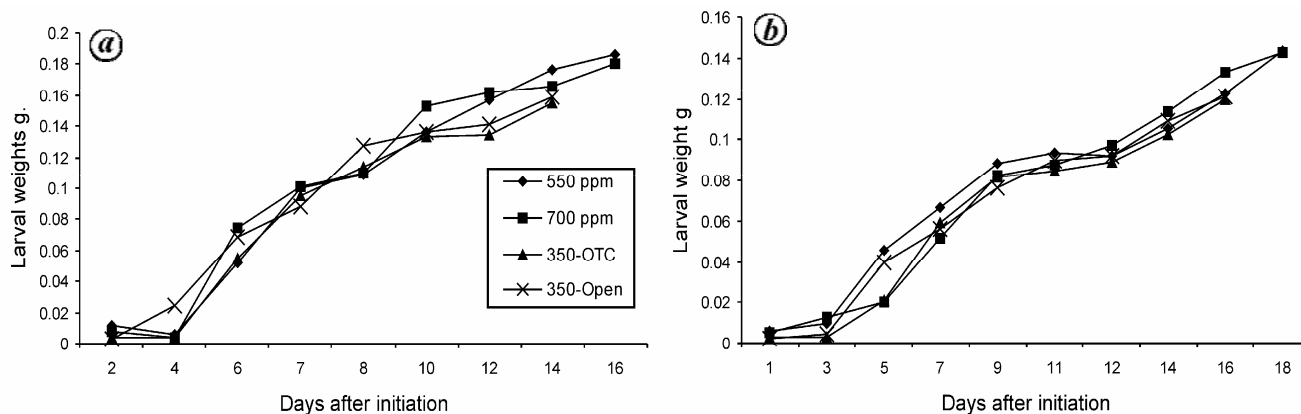 a
Larval weights g.
0.2
0.18
0.16
0.14
0.12
0.1
0.08
0.06
0.04
0.02
0
2 4 6 7 8 10 12 14 16
Days after initiation
550 ppm
700 ppm
350-OTC
350-Open
b
Larval weight g
0.16
0.14
0.12
0.1
0.08
0.06
0.04
0.02
0
1 3 5 7 9 11 12 14 16 18
Days after initiation